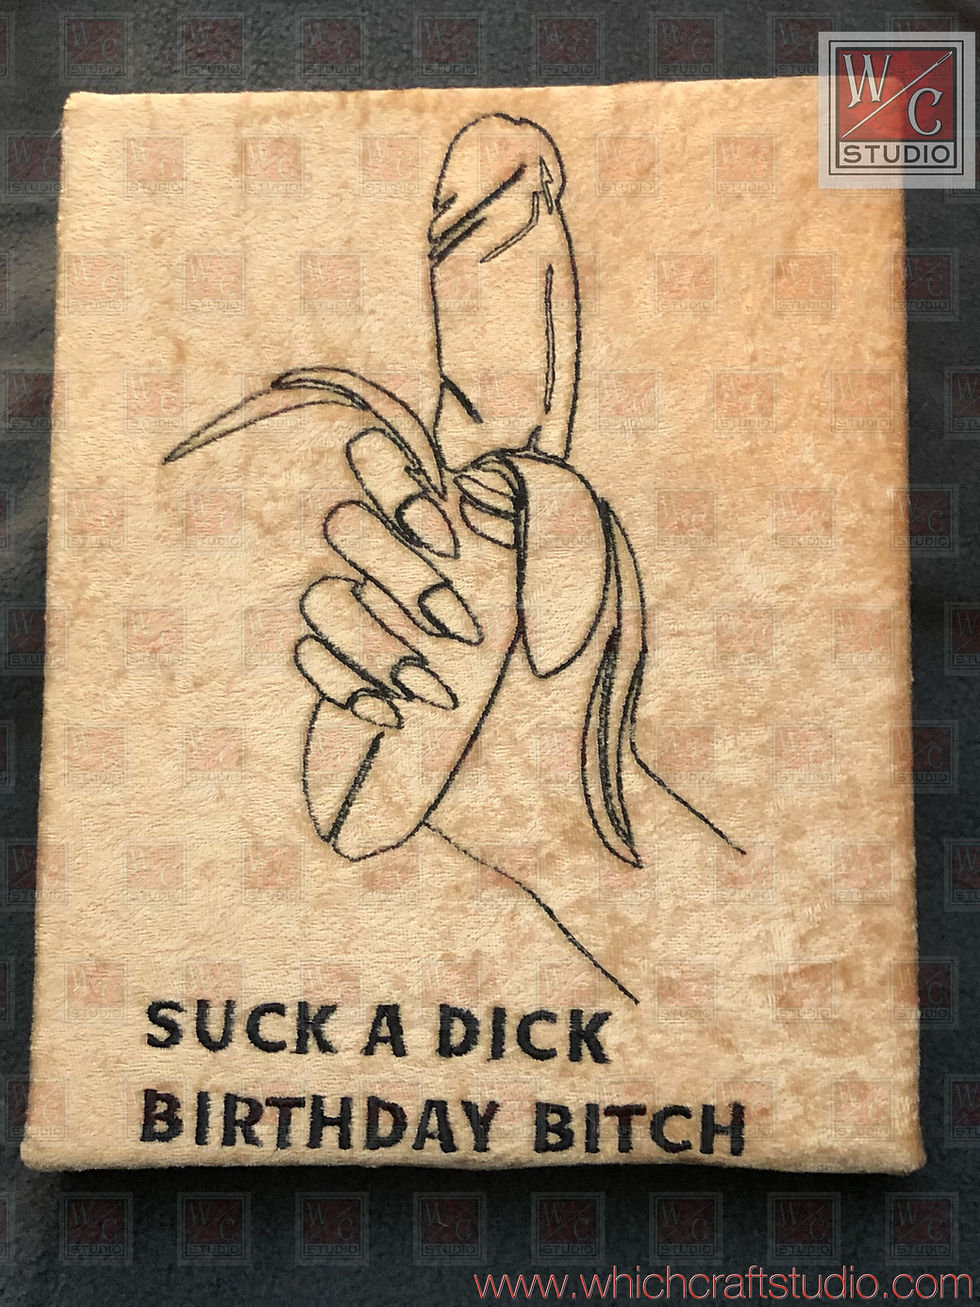 W/C
STUDIO
SUCK A DICK
BIRTHDAY BITCH
www.whichcraftstudio.com